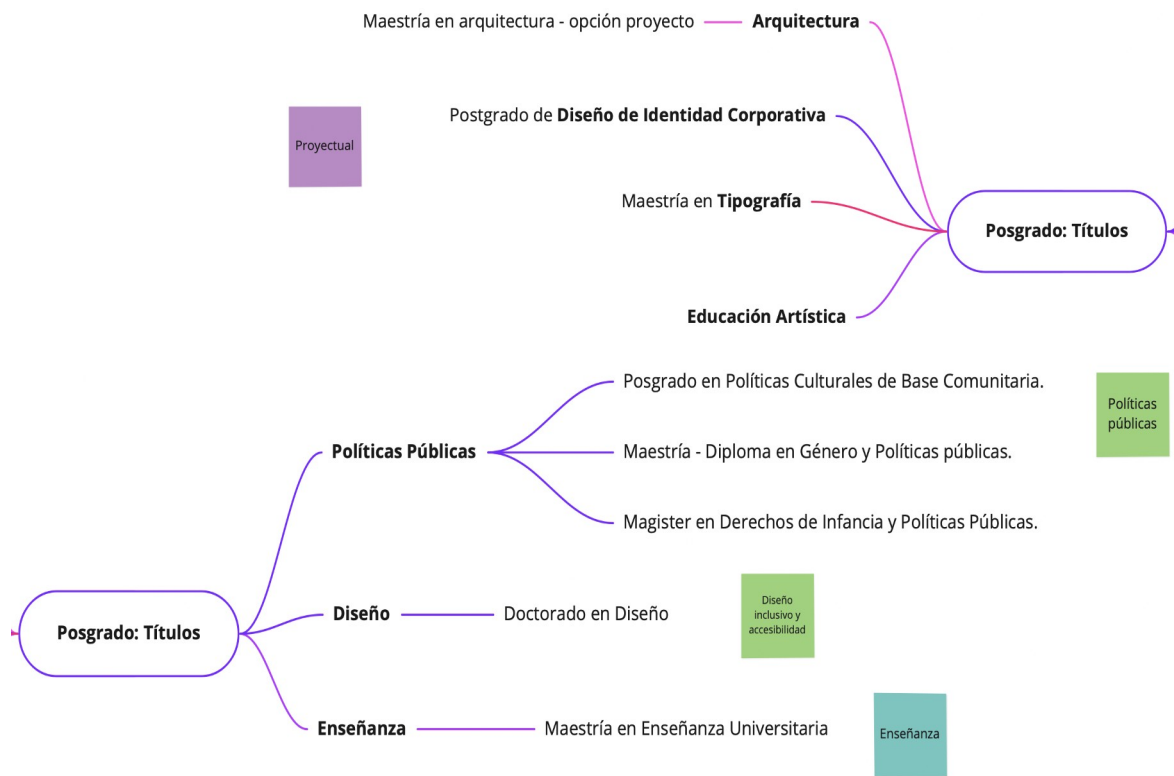 Maestría en arquitectura - opción proyecto Arquitectura
Postgrado de Diseño de Identidad Corporativa
Proyectual
Maestría en Tipografía
Posgrado: Títulos
Educación Artística
Posgrado en Políticas Culturales de Base Comunitaria.
Políticas
públicas
Políticas Públicas
Maestría - Diploma en Género y Políticas públicas.
Magister en Derechos de Infancia y Políticas Públicas.
Posgrado: Títulos
Diseño
Doctorado en Diseño
Diseño
inclusivo y
accesibilidad
Enseñanza
Maestría en Enseñanza Universitaria
Enseñanza